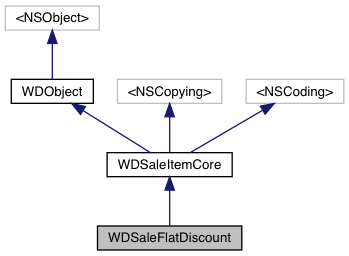 <NSObject>
WDObject
<NSCopying>
<NSCoding>
WDSaleItemCore
WDSaleFlatDiscount